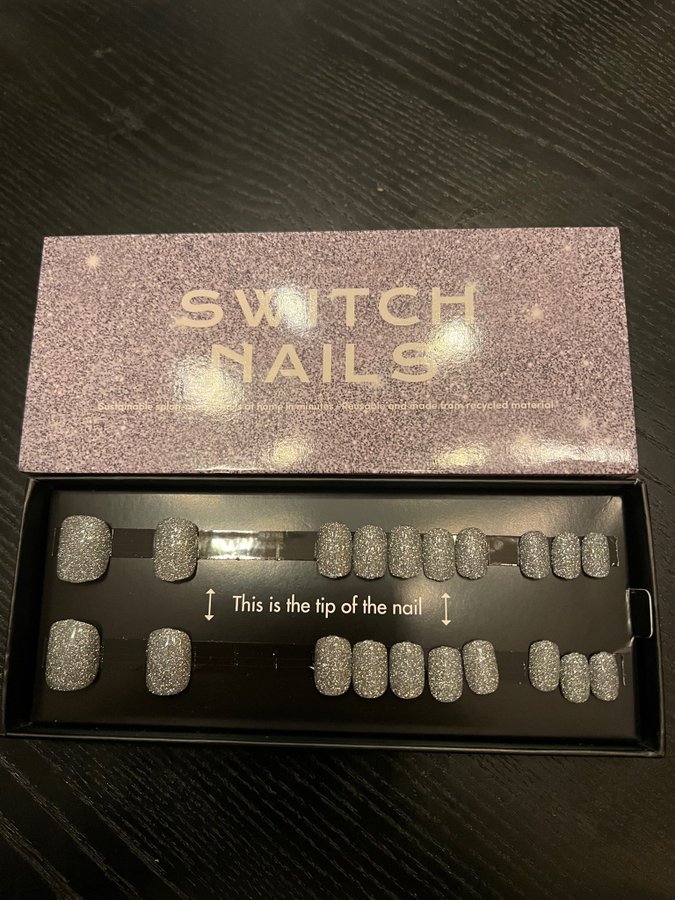 SWITCH
NAILS
Sustainable salon at home in minutes · Reusable and made from recycled material
This is the tip of the nail